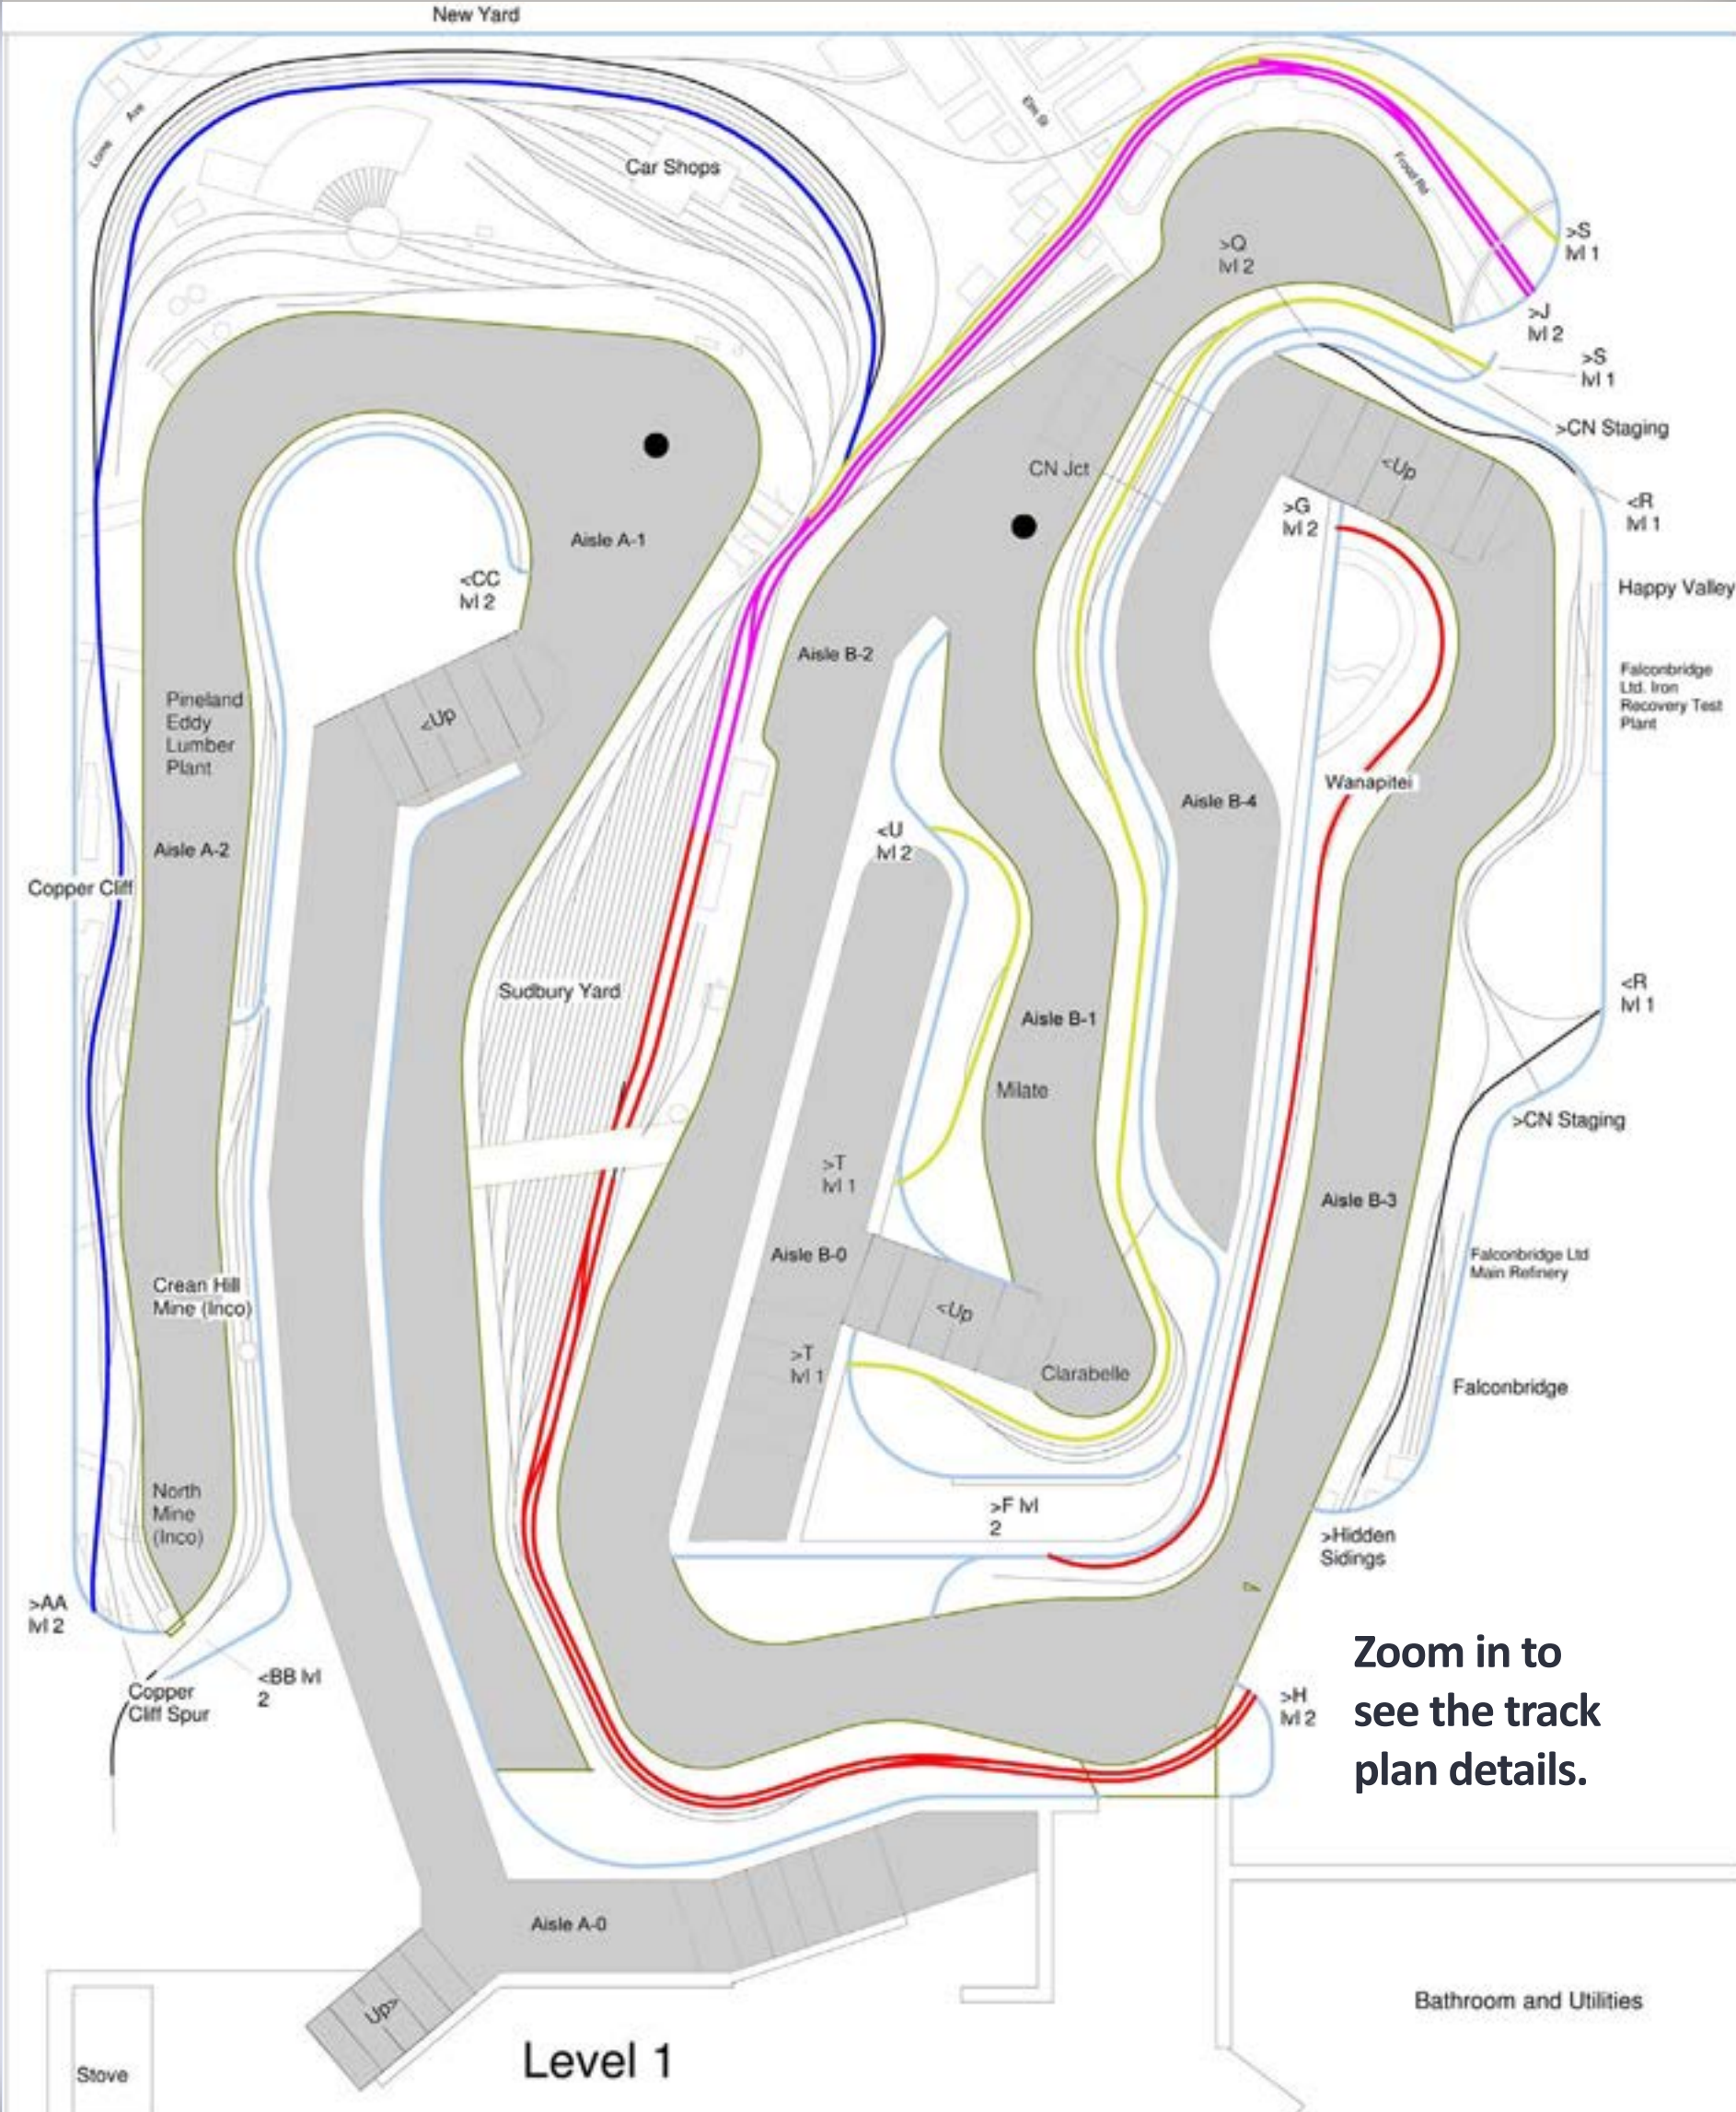 New Yard
Lorne Ave
Elm St
Car Shops
Froud Rd
>S
lvl 1
>Q
lvl 2
>J
lvl 2
>S
lvl 1
>CN Staging
<Up
CN Jct
<R
lvl 1
>G
lvl 2
Aisle A-1
<CC
lvl 2
Happy Valley
Aisle B-2
Falconbridge
Ltd. Iron
Recovery Test
Plant
Pineland
Eddy
Lumber
Plant
<Up
Wanapitei
Aisle B-4
<U
lvl 2
Aisle A-2
Copper Cliff
Sudbury Yard
<R
lvl 1
Aisle B-1
Milate
>CN Staging
>T
lvl 1
Aisle B-3
Aisle B-0
Falconbridge Ltd
Main Refinery
Crean Hill
Mine (Inco)
<Up
>T
lvl 1
Clarabelle
Falconbridge
North
Mine
(Inco)
>F lvl
2
>Hidden
Sidings
>AA
lvl 2
<BB lvl
2
Copper
Cliff Spur
>H
lvl 2
Zoom in to
see the track
plan details.
Aisle A-0
Up>
Bathroom and Utilities
Level 1
Stove